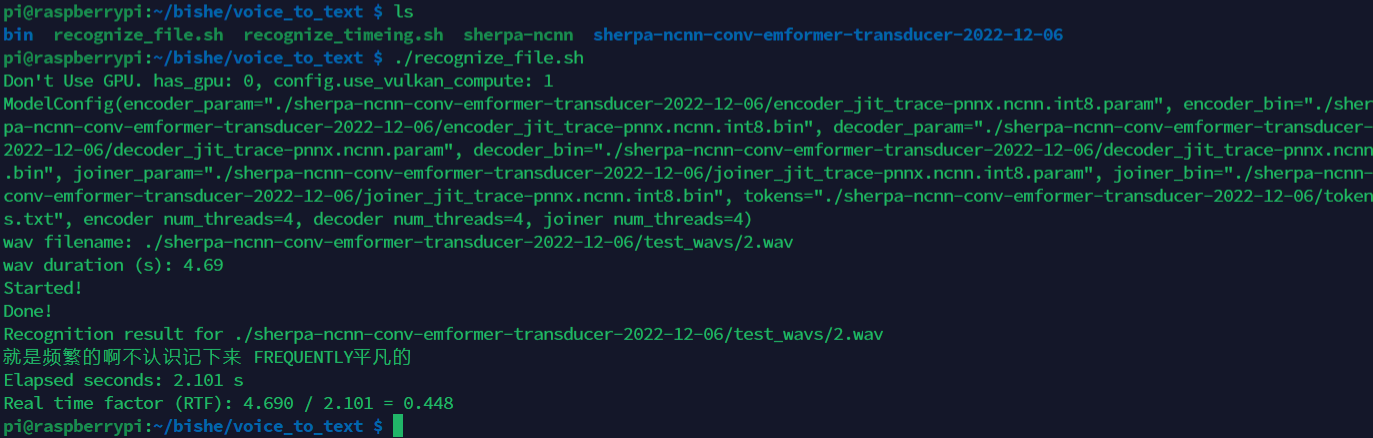 pi@raspberrypi:~/bishe/voice_to_text $ ls
bin  recognize_file.sh  recognize_timeing.sh  sherpa-ncnn  sherpa-ncnn-conv-emformer-transducer-2022-12-06
pi@raspberrypi:~/bishe/voice_to_text $ ./recognize_file.sh
Don't Use GPU. has_gpu: 0, config.use_vulkan_compute: 1
ModelConfig(encoder_param="./sherpa-ncnn-conv-emformer-transducer-2022-12-06/encoder_jit_trace-pnnx.ncnn.int8.param", encoder_bin="./sher
pa-ncnn-conv-emformer-transducer-2022-12-06/encoder_jit_trace-pnnx.ncnn.int8.bin", decoder_param="./sherpa-ncnn-conv-emformer-transducer-
2022-12-06/decoder_jit_trace-pnnx.ncnn.param", decoder_bin="./sherpa-ncnn-conv-emformer-transducer-2022-12-06/decoder_jit_trace-pnnx.ncnn
.bin", joiner_param="./sherpa-ncnn-conv-emformer-transducer-2022-12-06/joiner_jit_trace-pnnx.ncnn.int8.param", joiner_bin="./sherpa-ncnn-
conv-emformer-transducer-2022-12-06/joiner_jit_trace-pnnx.ncnn.int8.bin", tokens="./sherpa-ncnn-conv-emformer-transducer-2022-12-06/token
s.txt", encoder num_threads=4, decoder num_threads=4, joiner num_threads=4)
wav filename: ./sherpa-ncnn-conv-emformer-transducer-2022-12-06/test_wavs/2.wav
wav duration (s): 4.69
Started!
Done!
Recognition result for ./sherpa-ncnn-conv-emformer-transducer-2022-12-06/test_wavs/2.wav
就是频繁的啊不认识记下来 FREQUENTLY平凡的
Elapsed seconds: 2.101 s
Real time factor (RTF): 4.690 / 2.101 = 0.448
pi@raspberrypi:~/bishe/voice_to_text $